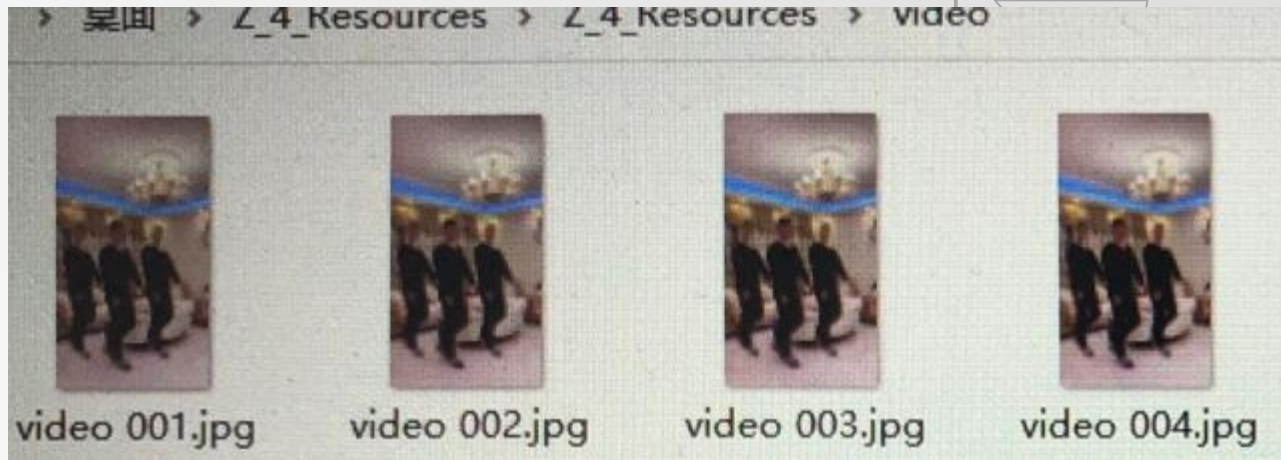 > 桌面 > Z_4_Resources > Z_4_Resources > video
video 001.jpg video 002.jpg video 003.jpg video 004.jpg